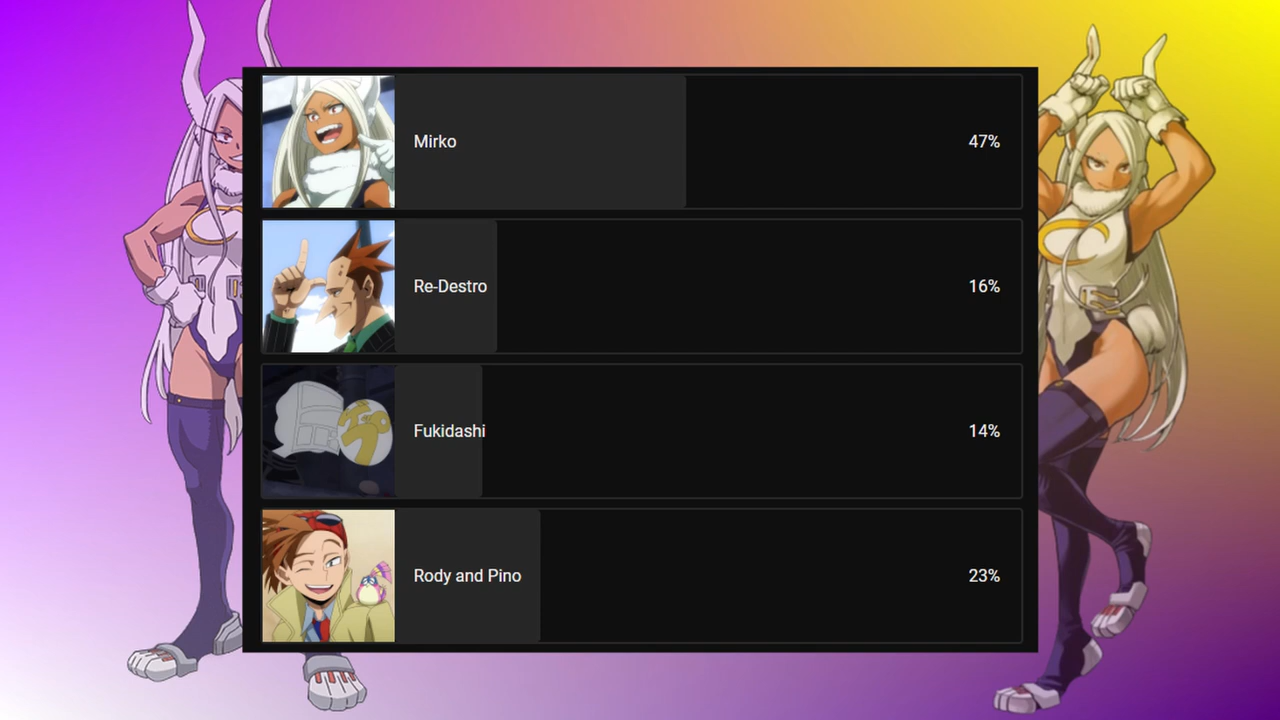 Mirko 47%
Re-Destro 16%
Fukidashi 14%
Rody and Pino 23%